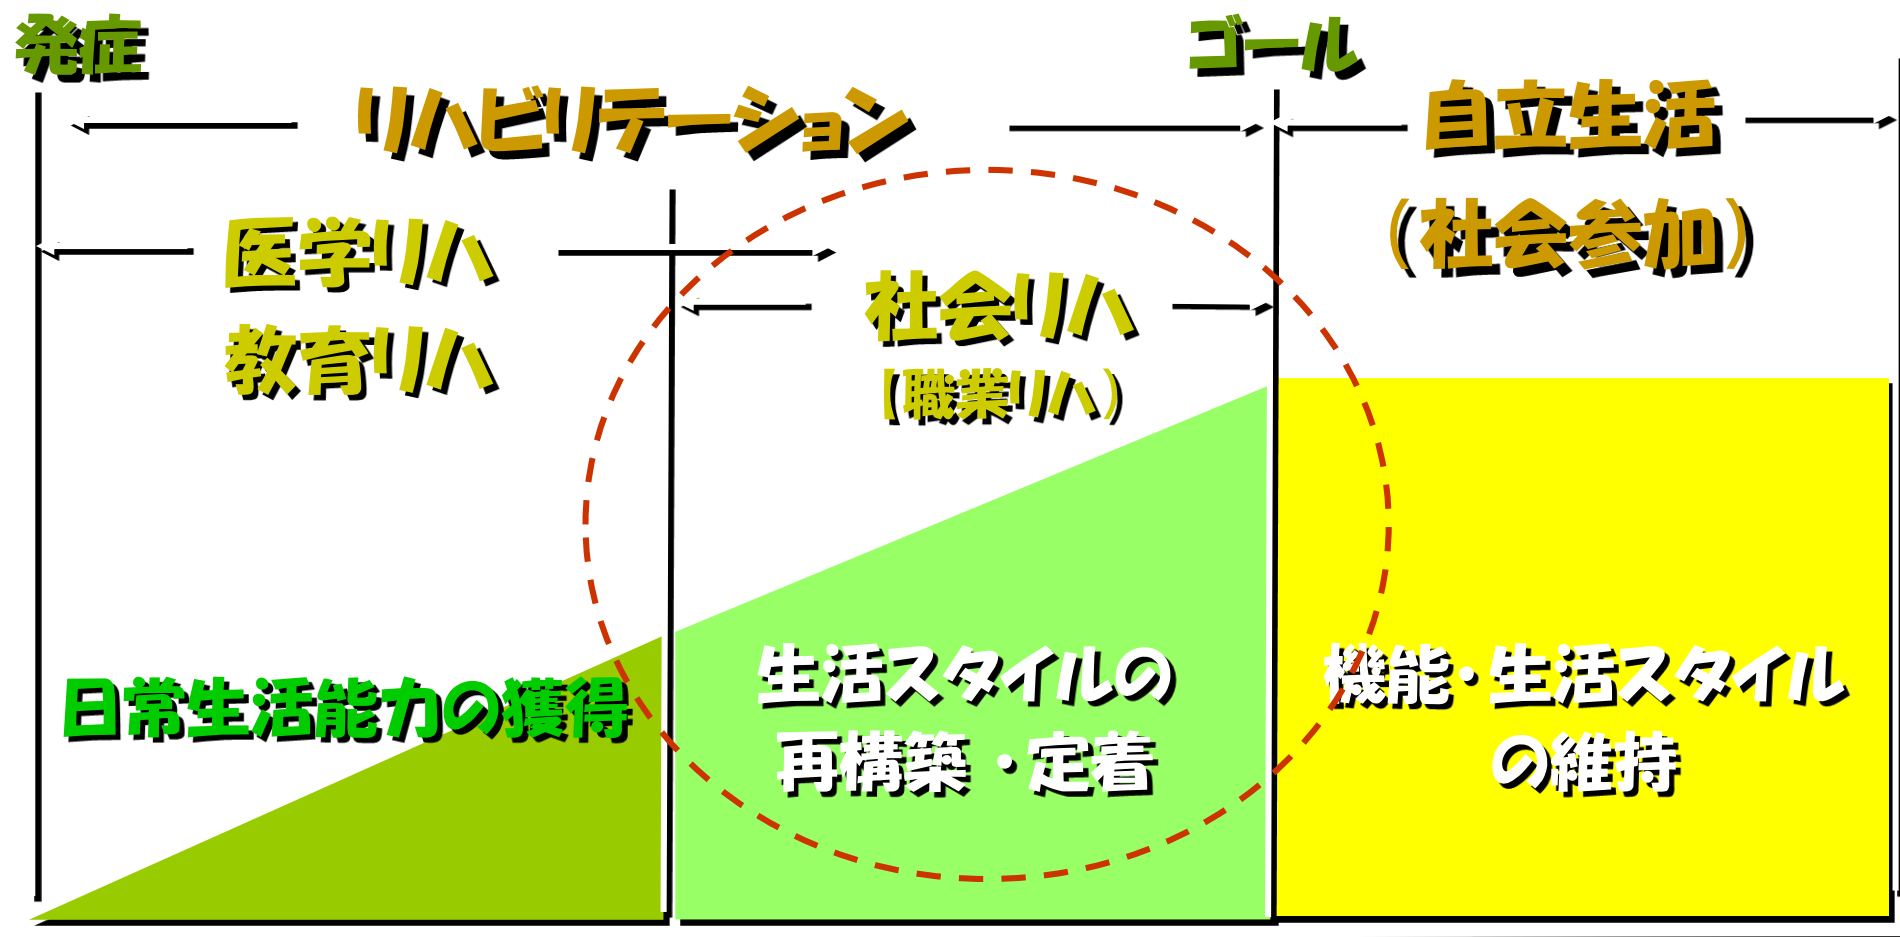 発症
ゴール
リハビリテーション
自立生活
(社会参加)
医学リハ
教育リハ
社会リハ
(職業リハ)
日常生活能力の獲得
生活スタイルの
再構築・定着
機能・生活スタイル
の維持